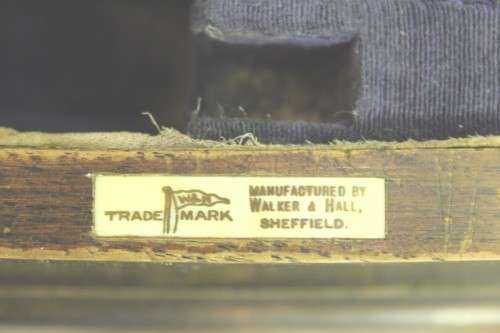 W&H
TRADE MARK
MANUFACTURED BY
WALKER & HALL,
SHEFFIELD.